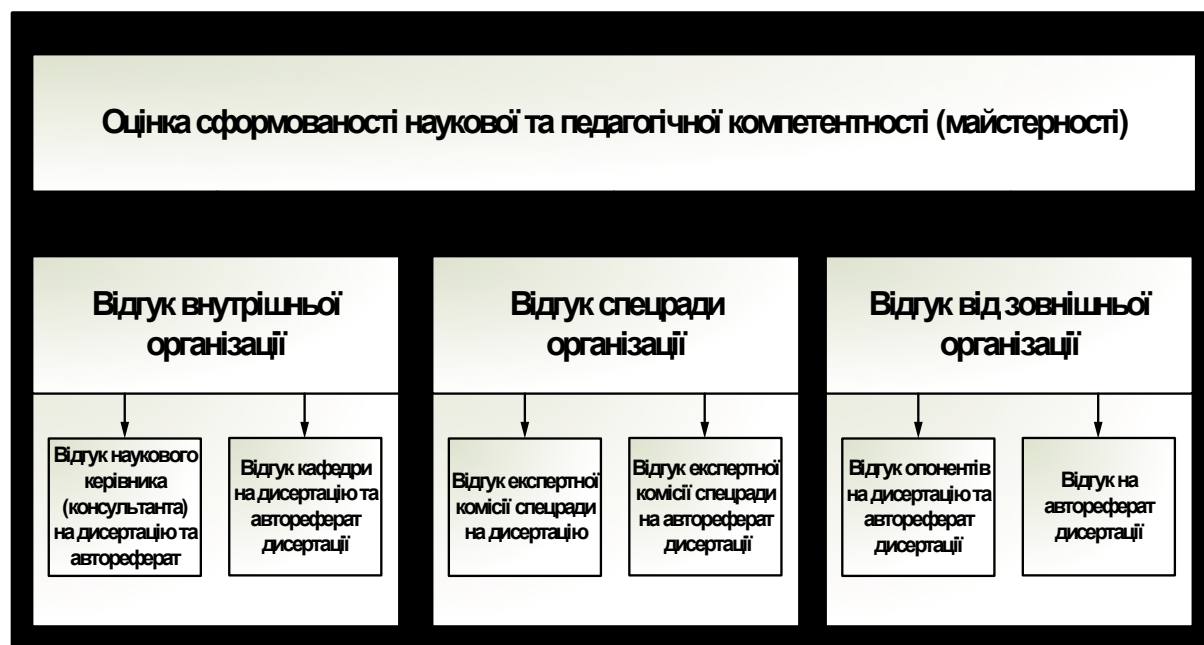 Оцінка сформованості наукової та педагогічної компетентності (майстерності)
Відгук внутрішньої
організації
Відгук наукового
керівника
(консультанта)
на дисертацію та
автореферат
Відгук кафедри
на дисертацію та
автореферат
дисертації
Відгук спецради
організації
Відгук експертної
комісії спецради
на дисертацію
Відгук експертної
комісії спецради
на автореферат
дисертації
Відгук від зовнішньої
організації
Відгук опонентів
на дисертацію та
автореферат
дисертації
Відгук на
автореферат
дисертації